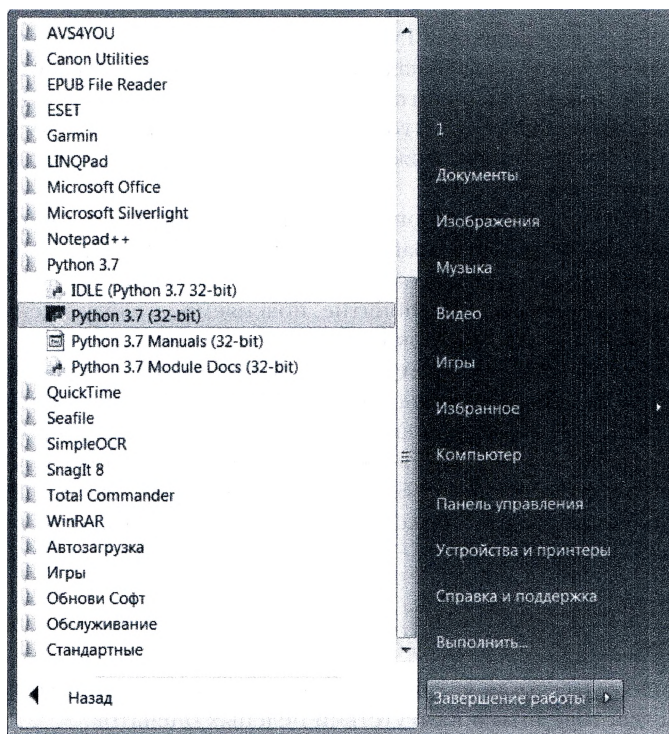 AVS4YOU
Canon Utilities
EPUB File Reader
ESET
Garmin
LINQPad
Microsoft Office
Microsoft Silverlight
Notepad++
Python 3.7
IDLE (Python 3.7 32-bit)
Python 3.7 (32-bit)
Python 3.7 Manuals (32-bit)
Python 3.7 Module Docs (32-bit)
QuickTime
Seafile
SimpleOCR
SnagIt 8
Total Commander
WinRAR
Автозагрузка
Игры
Обнови Софт
Обслуживание
Стандартные
Назад
1
Документы
Изображения
Музыка
Видео
Игры
Избранное
Компьютер
Панель управления
Устройства и принтеры
Справка и поддержка
Выполнить...
Завершение работы